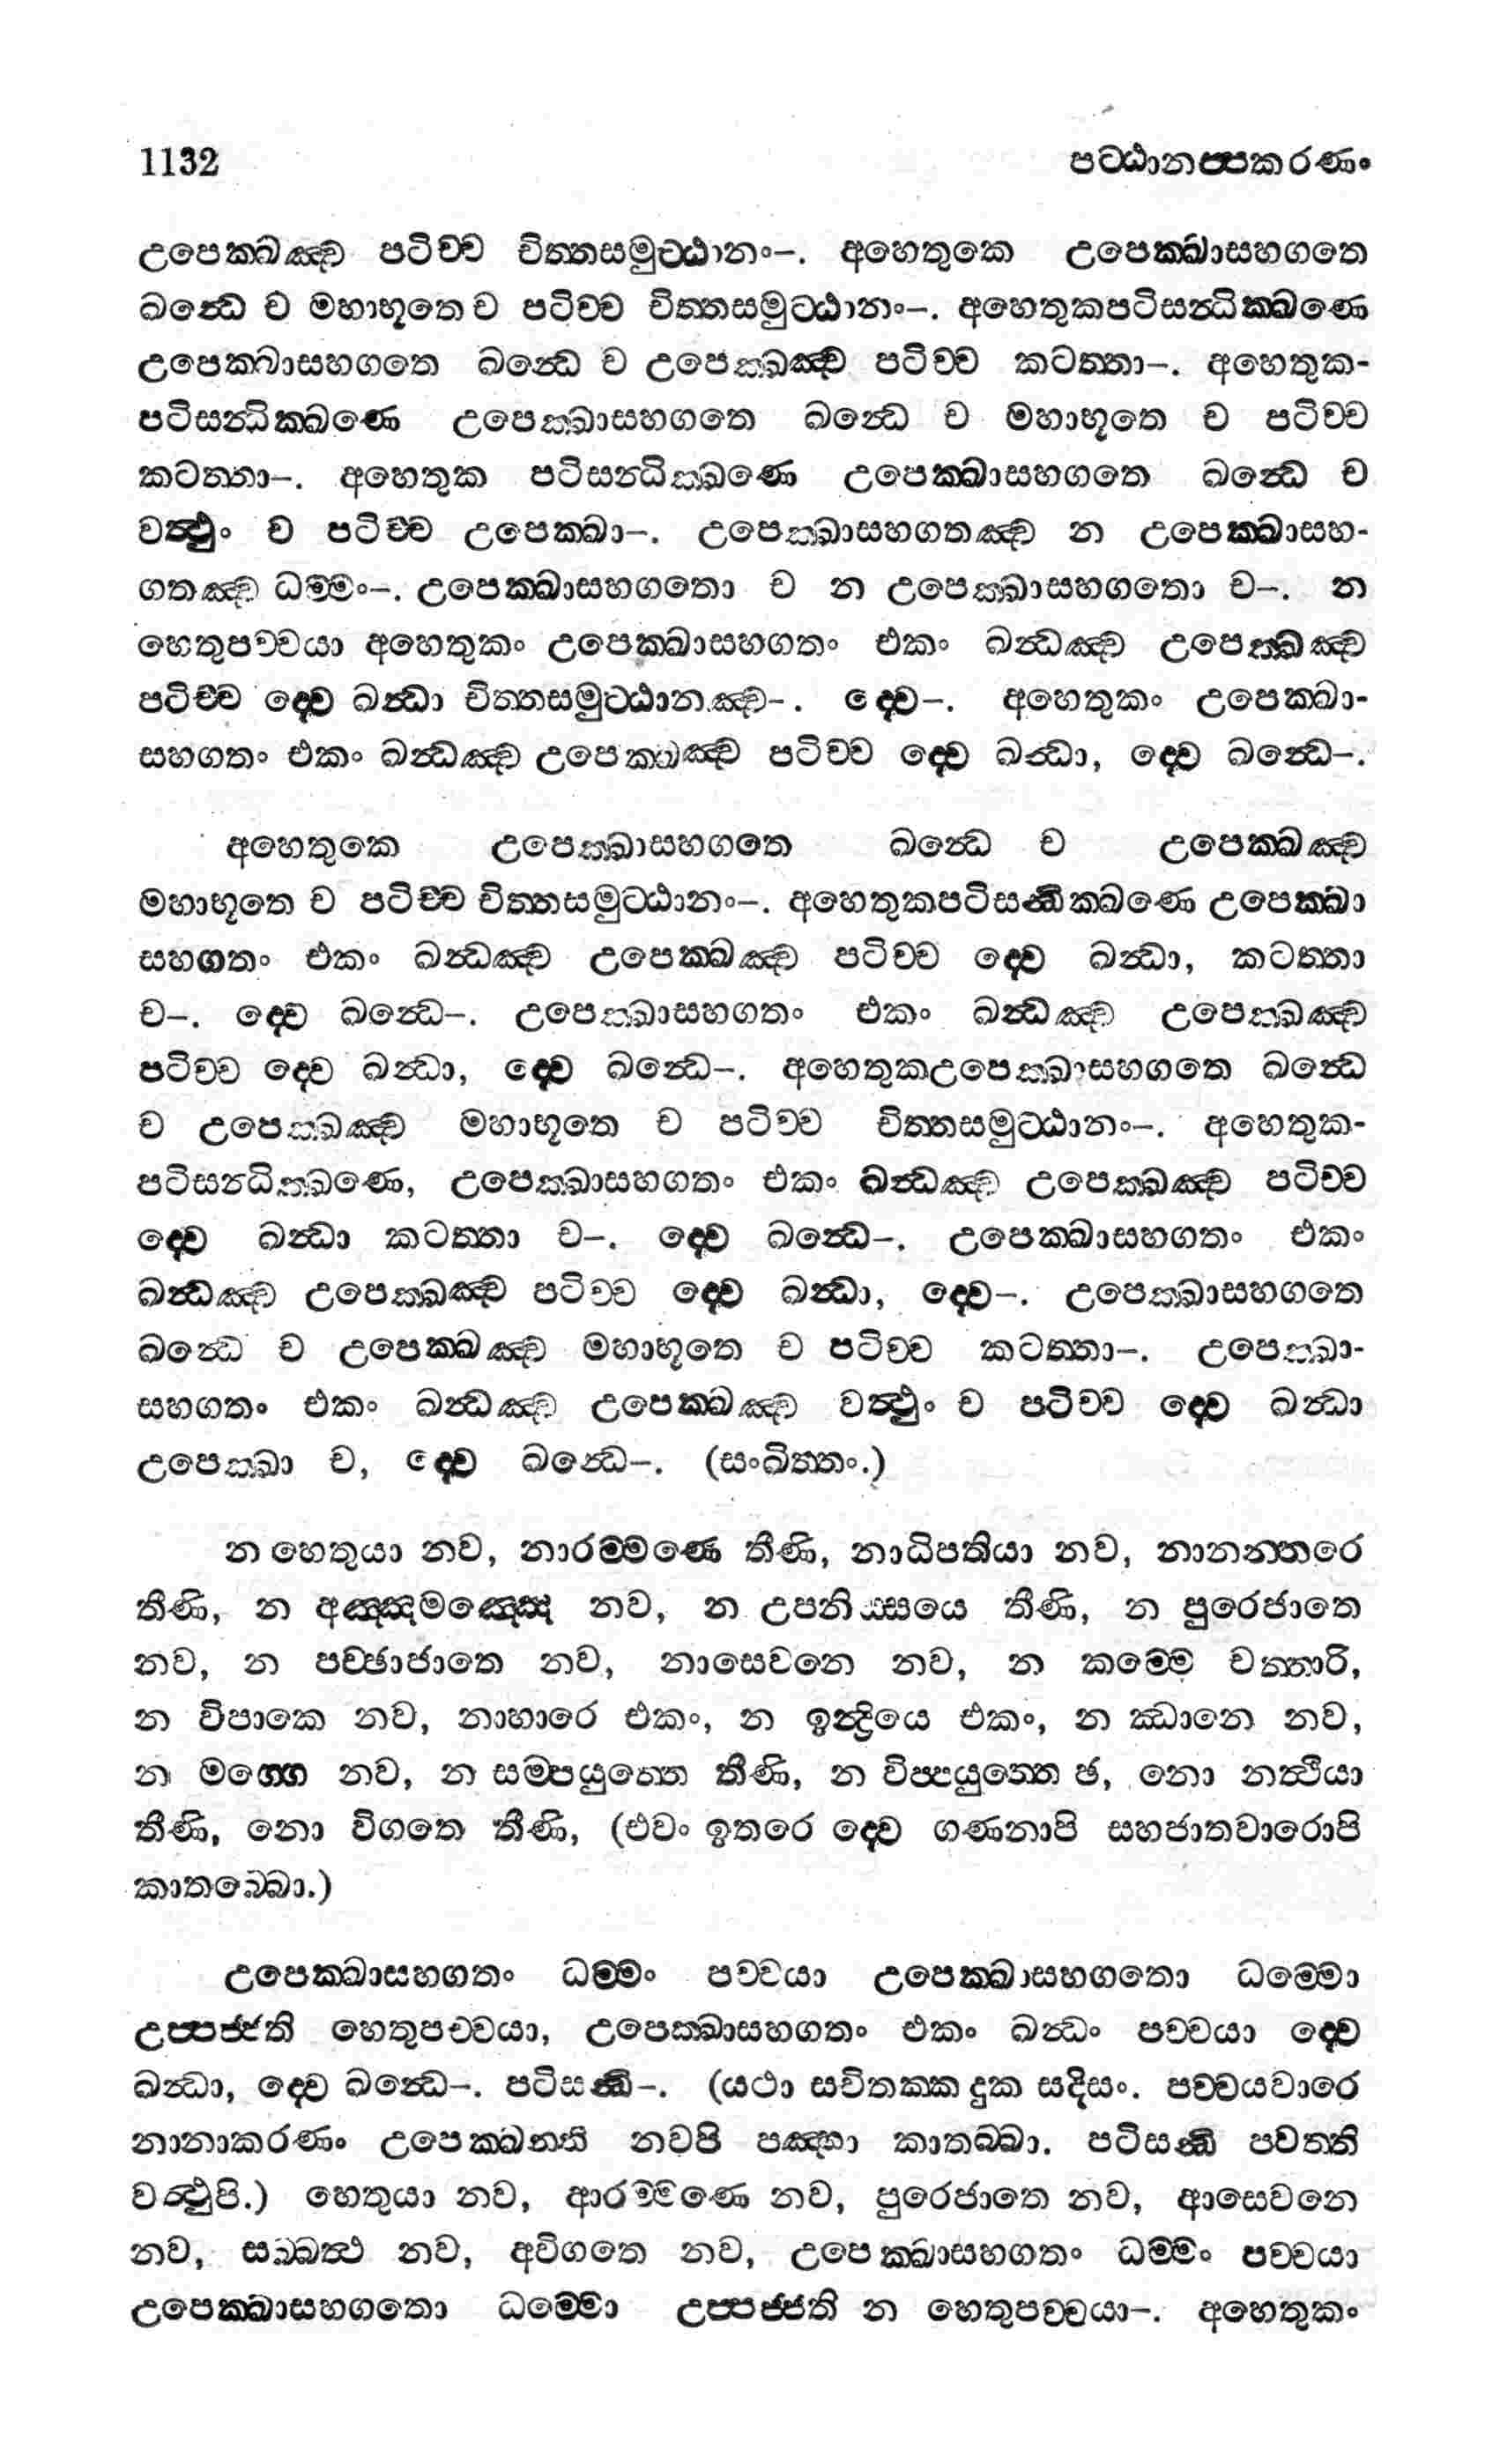 1132 පට්ඨානප්පකරණං
උපෙක්ඛඤ්ච පටිච්ච චිත්තසමුට්ඨානං–. අහෙතුකෙ උපෙක්ඛාසහගතෙ
ඛන්ධෙ ච මහාභූතෙ ච පටිච්ච චිත්තසමුට්ඨානං–. අහෙතුකපටිසන්ධික්ඛණෙ
උපෙක්ඛාසහගතෙ ඛන්ධෙ ච උපෙක්ඛඤ්ච පටිච්ච කටත්තා–. අහෙතුක-
පටිසන්ධික්ඛණෙ උපෙක්ඛාසහගතෙ ඛන්ධෙ ච මහාභූතෙ ච පටිච්ච
කටත්තා–. අහෙතුක පටිසන්ධික්ඛණෙ උපෙක්ඛාසහගතෙ ඛන්ධෙ ච
වත්ථුං ච පටිච්ච උපෙක්ඛා–. උපෙක්ඛාසහගතඤ්ච න උපෙක්ඛාසහ-
ගතඤ්ච ධම්මං–. උපෙක්ඛාසහගතො ච න උපෙක්ඛාසහගතො ච–. න
හෙතුපච්චයා අහෙතුකං උපෙක්ඛාසහගතං එකං ඛන්ධඤ්ච උපෙක්ඛඤ්ච
පටිච්ච ද්වෙ ඛන්ධා චිත්තසමුට්ඨානඤ්ච–. ද්වෙ–. අහෙතුකං උපෙක්ඛා-
සහගතං එකං ඛන්ධඤ්ච උපෙක්ඛඤ්ච පටිච්ච ද්වෙ ඛන්ධා, ද්වෙ ඛන්ධෙ–.
අහෙතුකෙ උපෙක්ඛාසහගතෙ ඛන්ධෙ ච උපෙක්ඛඤ්ච
මහාභූතෙ ච පටිච්ච චිත්තසමුට්ඨානං–. අහෙතුකපටිසන්ධික්ඛණෙ උපෙක්ඛා
සහගතං එකං ඛන්ධඤ්ච උපෙක්ඛඤ්ච පටිච්ච ද්වෙ ඛන්ධා, කටත්තා
ච–. ද්වෙ ඛන්ධෙ–. උපෙක්ඛාසහගතං එකං ඛන්ධඤ්ච උපෙක්ඛඤ්ච
පටිච්ච ද්වෙ ඛන්ධා, ද්වෙ ඛන්ධෙ–. අහෙතුකඋපෙක්ඛාසහගතෙ ඛන්ධෙ
ච උපෙක්ඛඤ්ච මහාභූතෙ ච පටිච්ච චිත්තසමුට්ඨානං–. අහෙතුක-
පටිසන්ධික්ඛණෙ, උපෙක්ඛාසහගතං එකං ඛන්ධඤ්ච උපෙක්ඛඤ්ච පටිච්ච
ද්වෙ ඛන්ධා කටත්තා ච–. ද්වෙ ඛන්ධෙ–. උපෙක්ඛාසහගතං එකං
ඛන්ධඤ්ච උපෙක්ඛඤ්ච පටිච්ච ද්වෙ ඛන්ධා, ද්වෙ–. උපෙක්ඛාසහගතෙ
ඛන්ධෙ ච උපෙක්ඛඤ්ච මහාභූතෙ ච පටිච්ච කටත්තා–. උපෙක්ඛා-
සහගතං එකං ඛන්ධඤ්ච උපෙක්ඛඤ්ච වත්ථුං ච පටිච්ච ද්වෙ ඛන්ධා
උපෙක්ඛා ච, ද්වෙ ඛන්ධෙ–. (සංඛිත්තං.)
න හෙතුයා නව, නාරම්මණෙ තීණි, නාධිපතියා නව, නානන්තරෙ
තීණි, න අඤ්ඤමඤ්ඤෙ නව, න උපනිස්සයෙ තීණි, න පුරෙජාතෙ
නව, න පච්ඡාජාතෙ නව, නාසෙවනෙ නව, න කම්මෙ චත්තාරි,
න විපාකෙ නව, නාහාරෙ එකං, න ඉන්ද්‍රියෙ එකං, න ඣානෙ නව,
න මග්ගෙ නව, න සම්පයුත්තෙ තීණි, න විප්පයුත්තෙ ඡ, නො නත්ථියා
තීණි, නො විගතෙ තීණි, (එවං ඉතරෙ ද්වෙ ගණනාපි සහජාතවාරොපි
කාතබ්බො.)
උපෙක්ඛාසහගතං ධම්මං පච්චයා උපෙක්ඛාසහගතො ධම්මො
උප්පජ්ජති හෙතුපච්චයා, උපෙක්ඛාසහගතං එකං ඛන්ධං පච්චයා ද්වෙ
ඛන්ධා, ද්වෙ ඛන්ධෙ–. පටිසන්ධි–. (යථා සවිතක්ක දුක සදිසං. පච්චයවාරෙ
නානාකරණං උපෙක්ඛන්ති නවපි පඤ්හා කාතබ්බා. පටිසන්ධි පවත්ති
වත්ථුපි.) හෙතුයා නව, ආරම්මණෙ නව, පුරෙජාතෙ නව, ආසෙවනෙ
නව, සබ්බත්ථ නව, අවිගතෙ නව, උපෙක්ඛාසහගතං ධම්මං පච්චයා
උපෙක්ඛාසහගතො ධම්මො උප්පජ්ජති න හෙතුපච්චයා–. අහෙතුකං